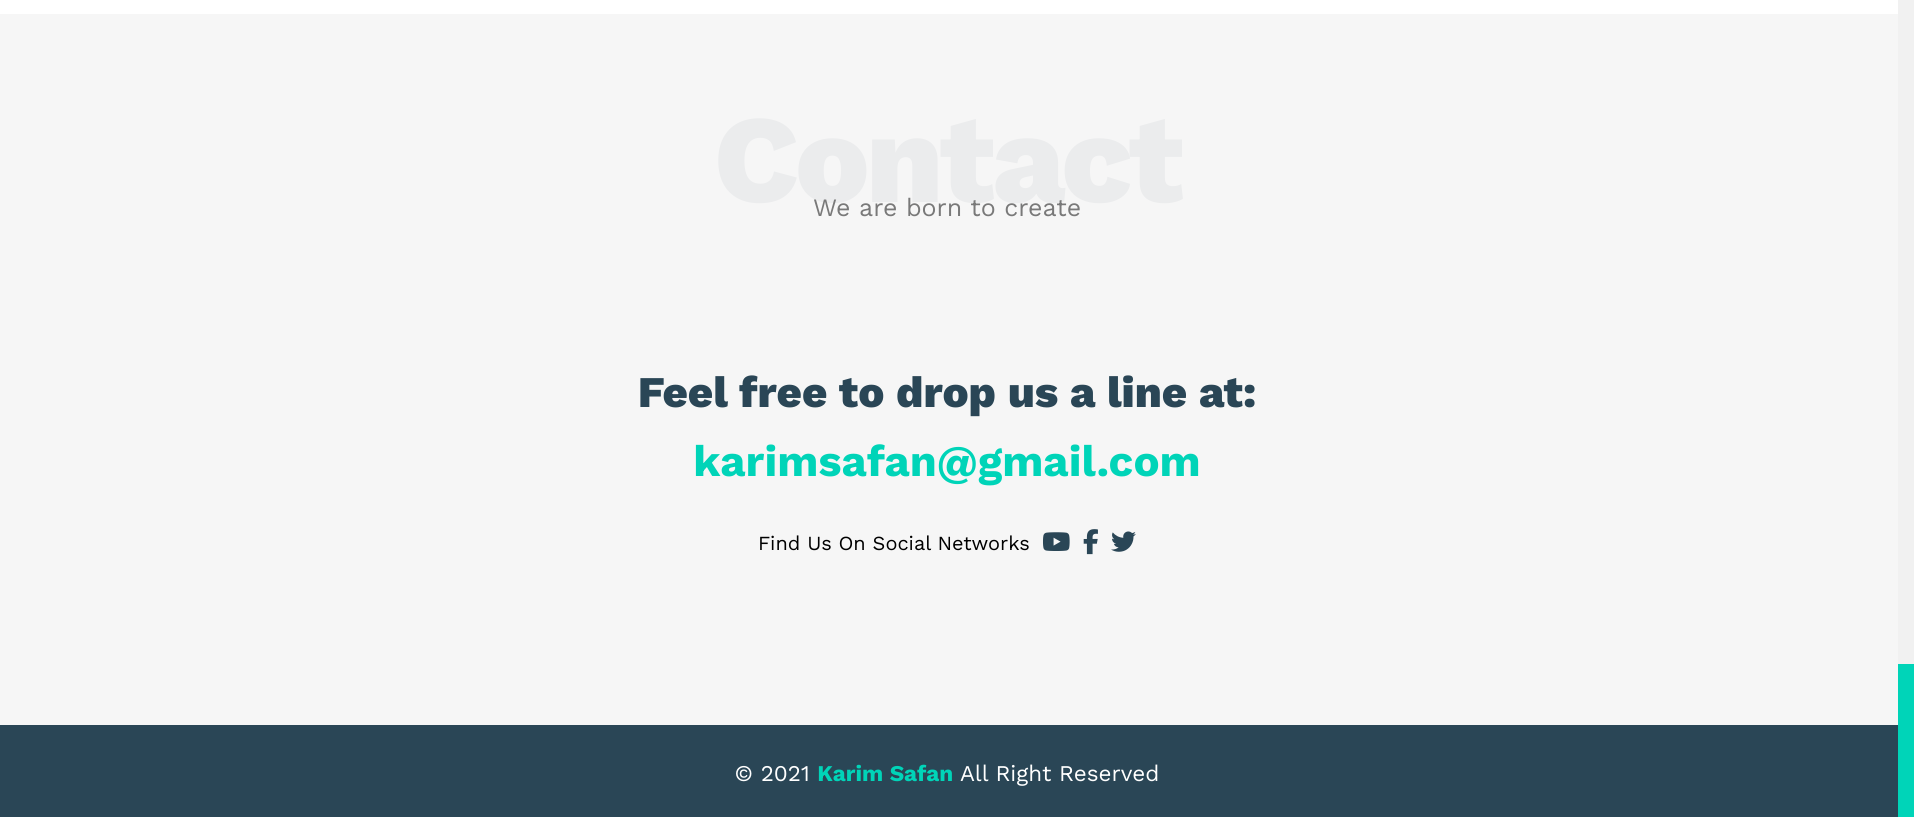 Contact
We are born to create
Feel free to drop us a line at:
karimsafan@gmail.com
Find Us On Social Networks
© 2021 Karim Safan All Right Reserved